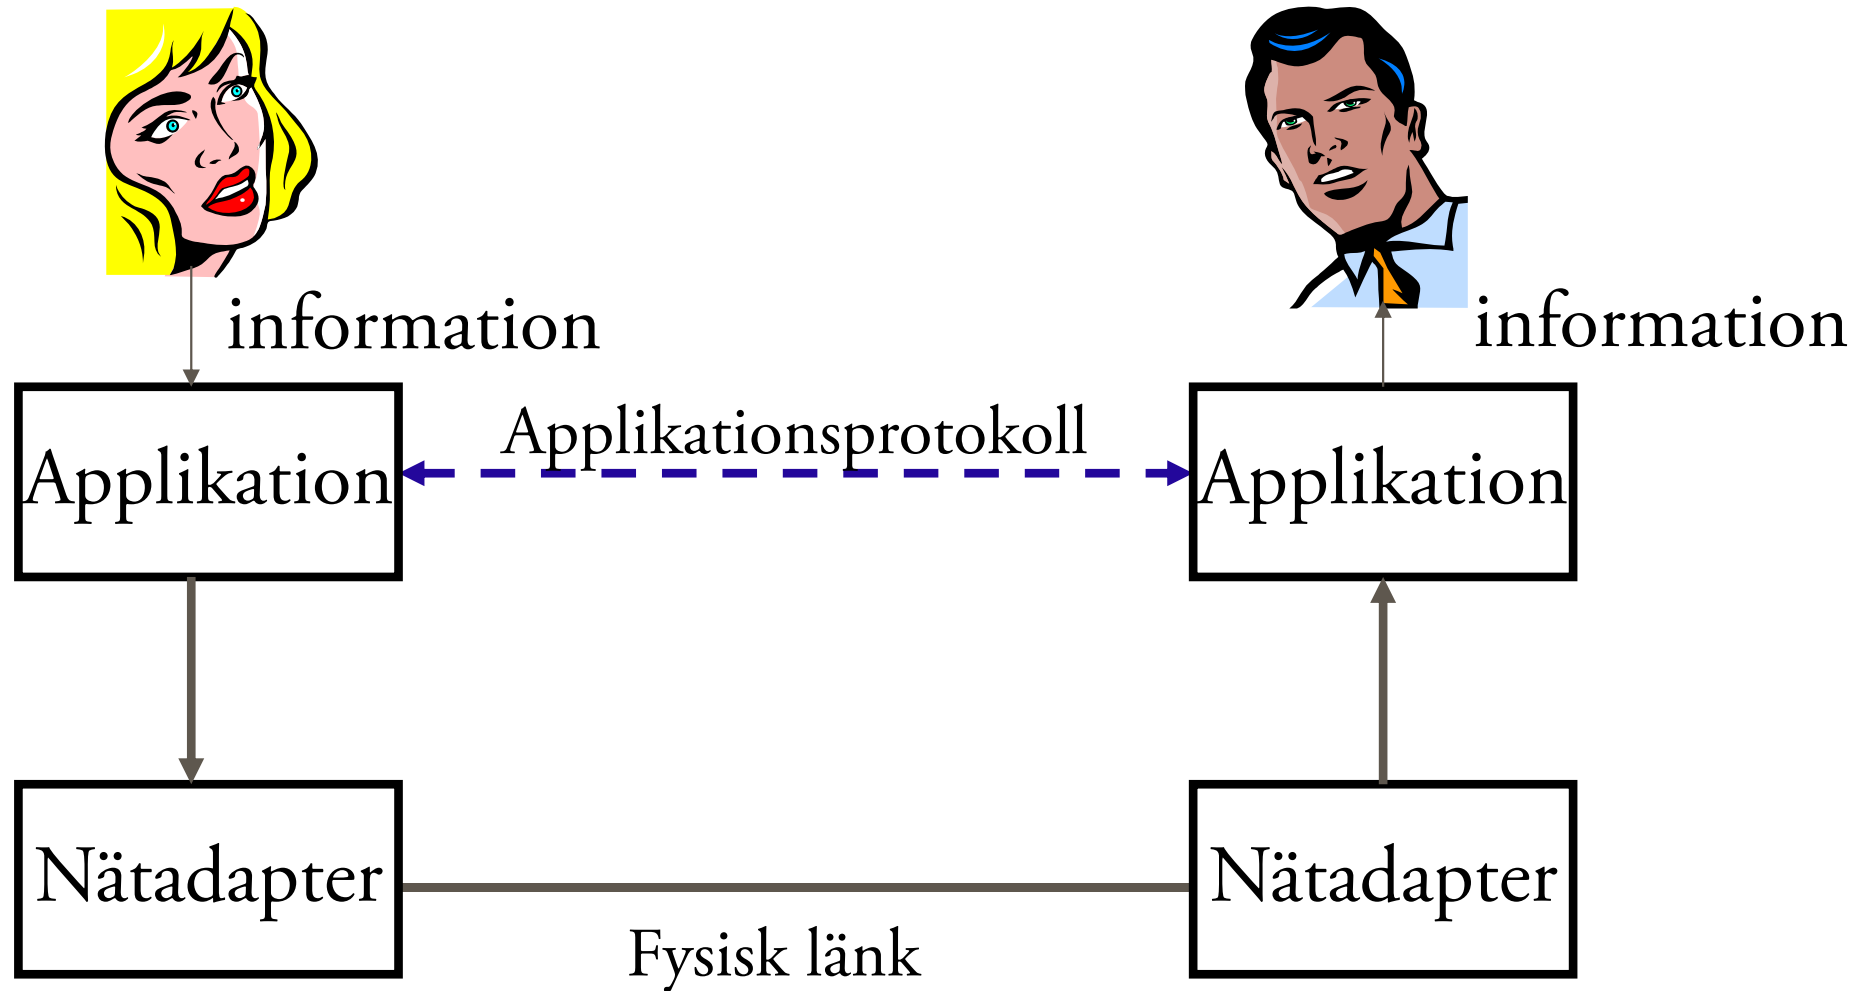 information
information
Applikationsprotokoll
Applikation
Applikation
Nätadapter
Nätadapter
Fysisk länk